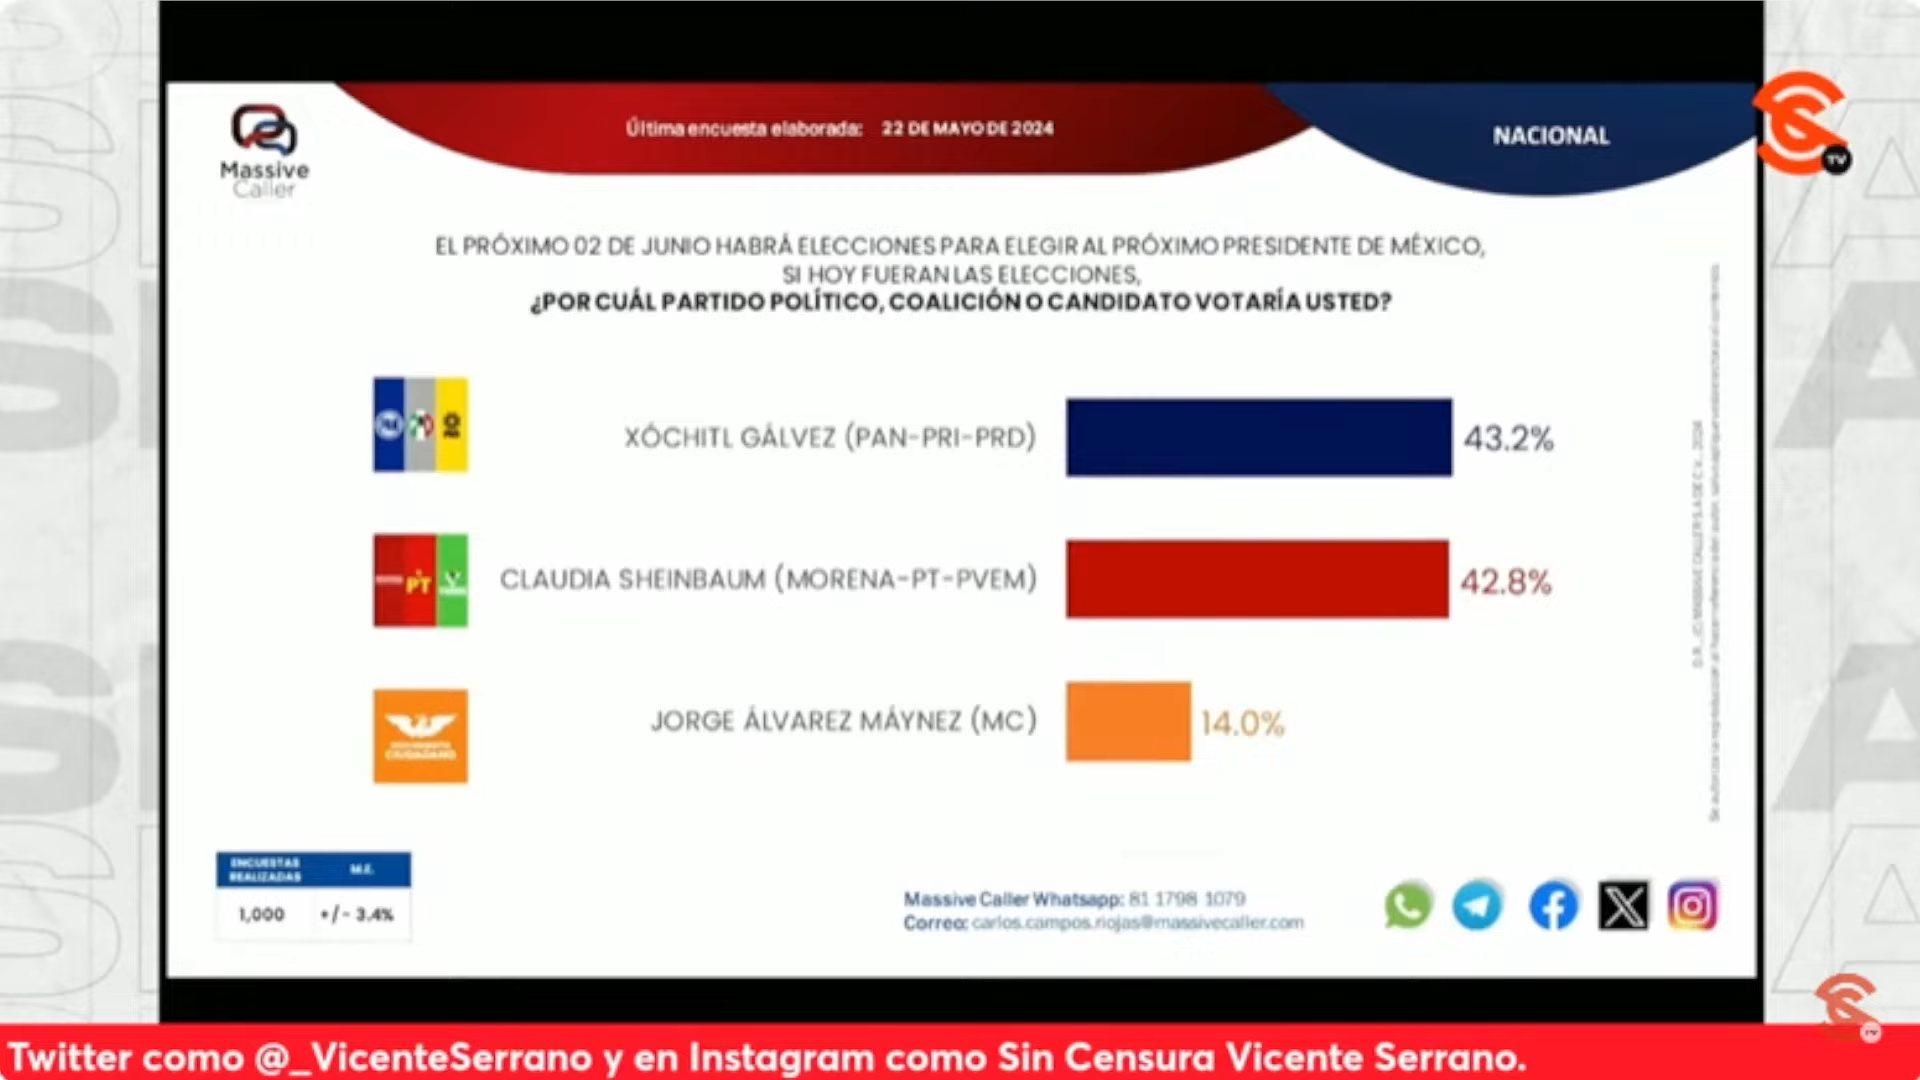 Massive
Caller
Última encuesta elaborada: 22 DE MAYO DE 2024
NACIONAL
TV
EL PRÓXIMO 02 DE JUNIO HABRÁ ELECCIONES PARA ELEGIR AL PRÓXIMO PRESIDENTE DE MÉXICO,
SI HOY FUERAN LAS ELECCIONES,
¿POR CUÁL PARTIDO POLÍTICO, COALICIÓN O CANDIDATO VOTARÍA USTED?
XÓCHITL GÁLVEZ (PAN-PRI-PRD)
43.2%
PT
CLAUDIA SHEINBAUM (MORENA-PT-PVEM)
42.8%
CIUDADANO
JORGE ÁLVAREZ MÁYNEZ (MC)
14.0%
ENCUESTAS
REALIZADAS
M.E.
1,000
+/- 3.4%
Massive Caller Whatsapp: 81 1798 1079
Correo: carlos.campos.riojas@massivecaller.com
Twitter como @_VicenteSerrano y en Instagram como Sin Censura Vicente Serrano.